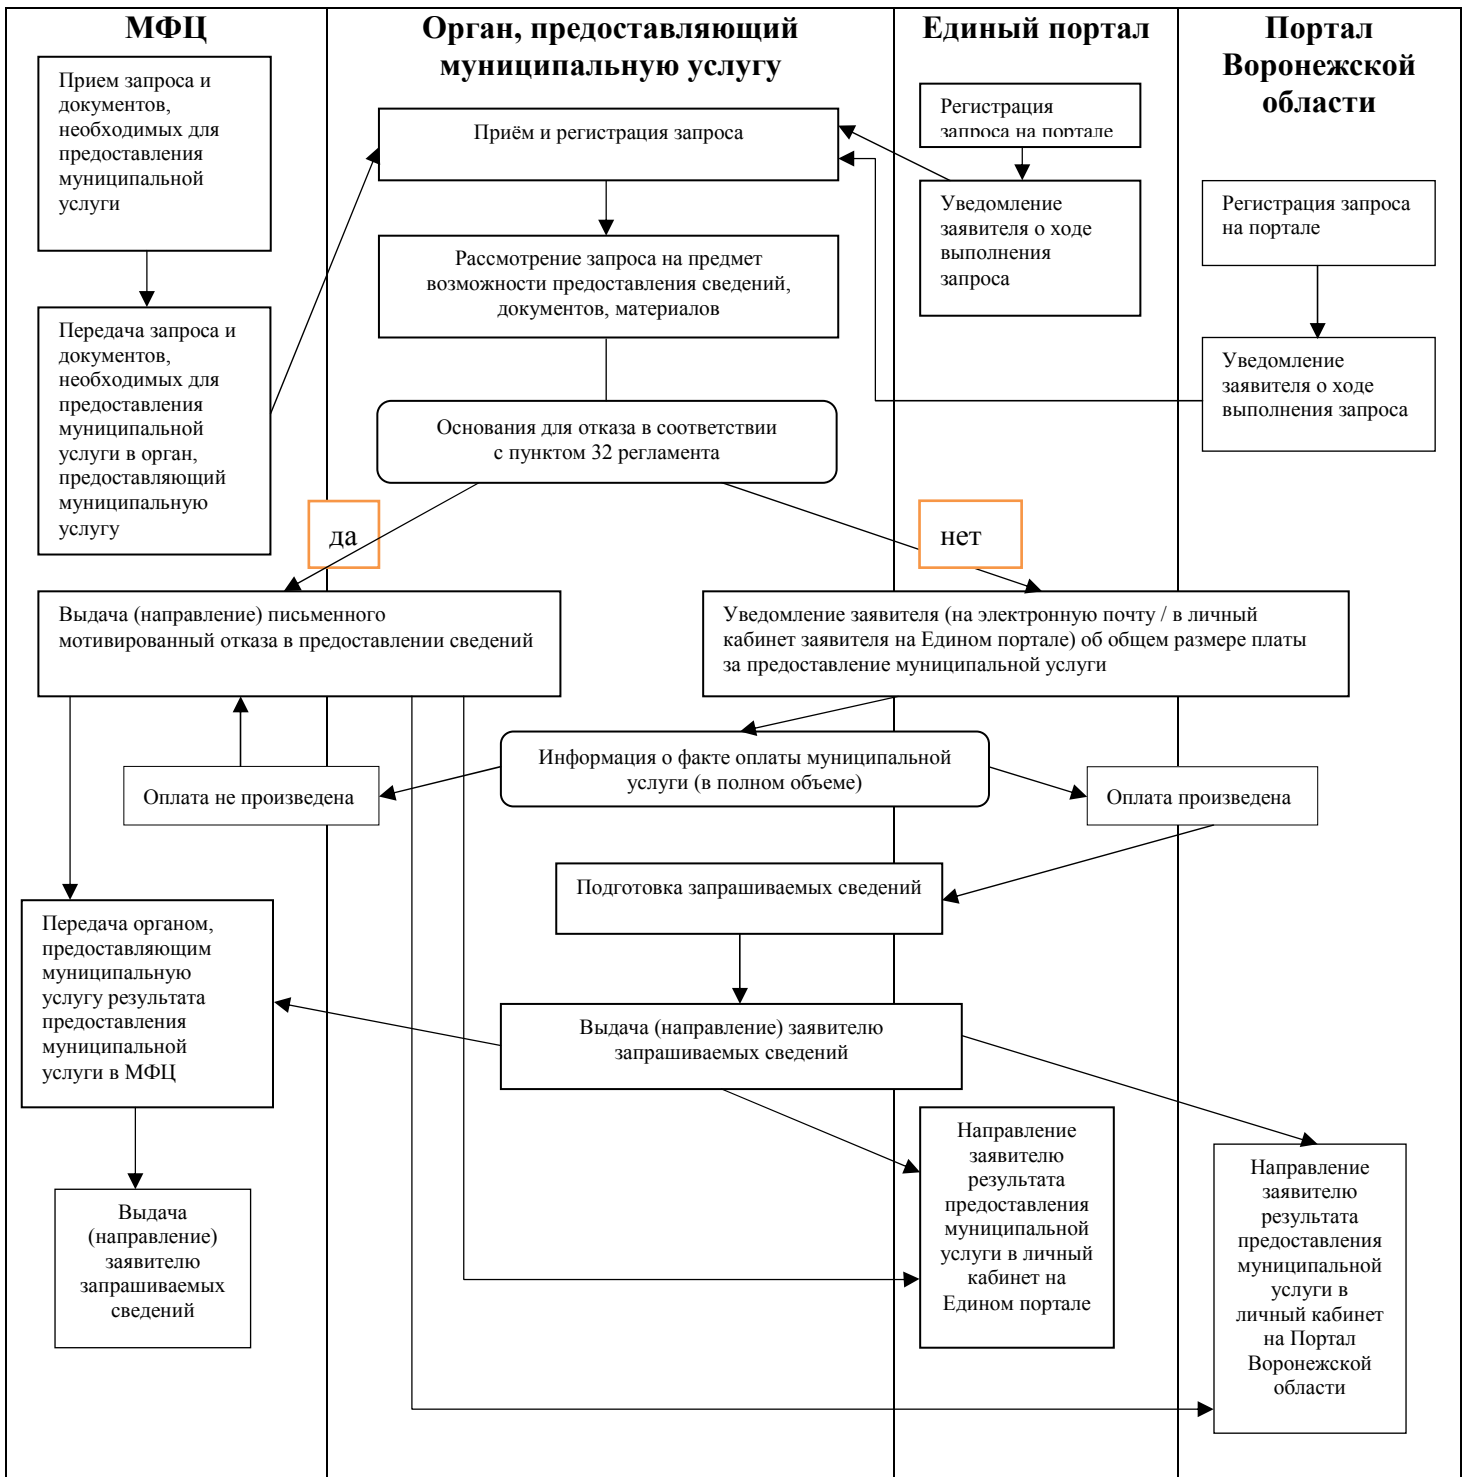 МФЦ
Орган, предоставляющий
муниципальную услугу
Единый портал
Портал
Воронежской
области
Прием запроса и
документов,
необходимых для
предоставления
муниципальной
услуги
Приём и регистрация запроса
Регистрация
запроса на портале
Уведомление
заявителя о ходе
выполнения
запроса
Регистрация запроса
на портале
Рассмотрение запроса на предмет
возможности предоставления сведений,
документов, материалов
Передача запроса и
документов,
необходимых для
предоставления
муниципальной
услуги в орган,
предоставляющий
муниципальную
услугу
Уведомление
заявителя о ходе
выполнения запроса
Основания для отказа в соответствии
с пунктом 32 регламента
да
нет
Выдача (направление) письменного
мотивированный отказа в предоставлении сведений
Уведомление заявителя (на электронную почту / в личный
кабинет заявителя на Едином портале) об общем размере платы
за предоставление муниципальной услуги
Информация о факте оплаты муниципальной
услуги (в полном объеме)
Оплата не произведена
Оплата произведена
Подготовка запрашиваемых сведений
Передача органом,
предоставляющим
муниципальную
услугу результата
предоставления
муниципальной
услуги в МФЦ
Выдача (направление) заявителю
запрашиваемых сведений
Направление
заявителю
результата
предоставления
муниципальной
услуги в личный
кабинет на
Едином портале
Направление
заявителю
результата
предоставления
муниципальной
услуги в
личный кабинет
на Портал
Воронежской
области
Выдача
(направление)
заявителю
запрашиваемых
сведений